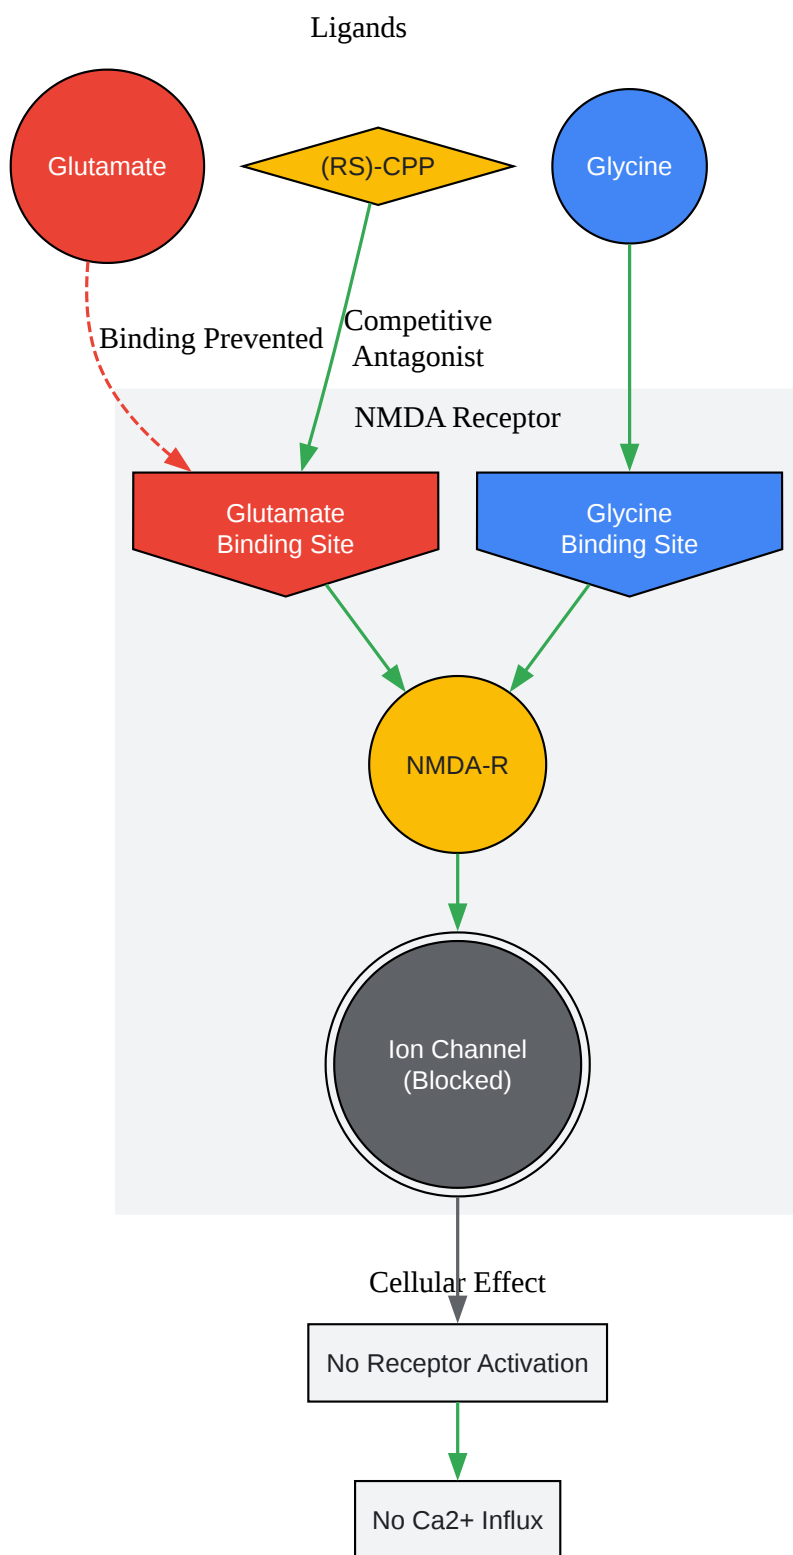 Ligands
Glutamate
(RS)-CPP
Glycine
Binding Prevented
Competitive
Antagonist
NMDA Receptor
Glutamate
Binding Site
Glycine
Binding Site
NMDA-R
Ion Channel
(Blocked)
Cellular Effect
No Receptor Activation
No Ca2+ Influx